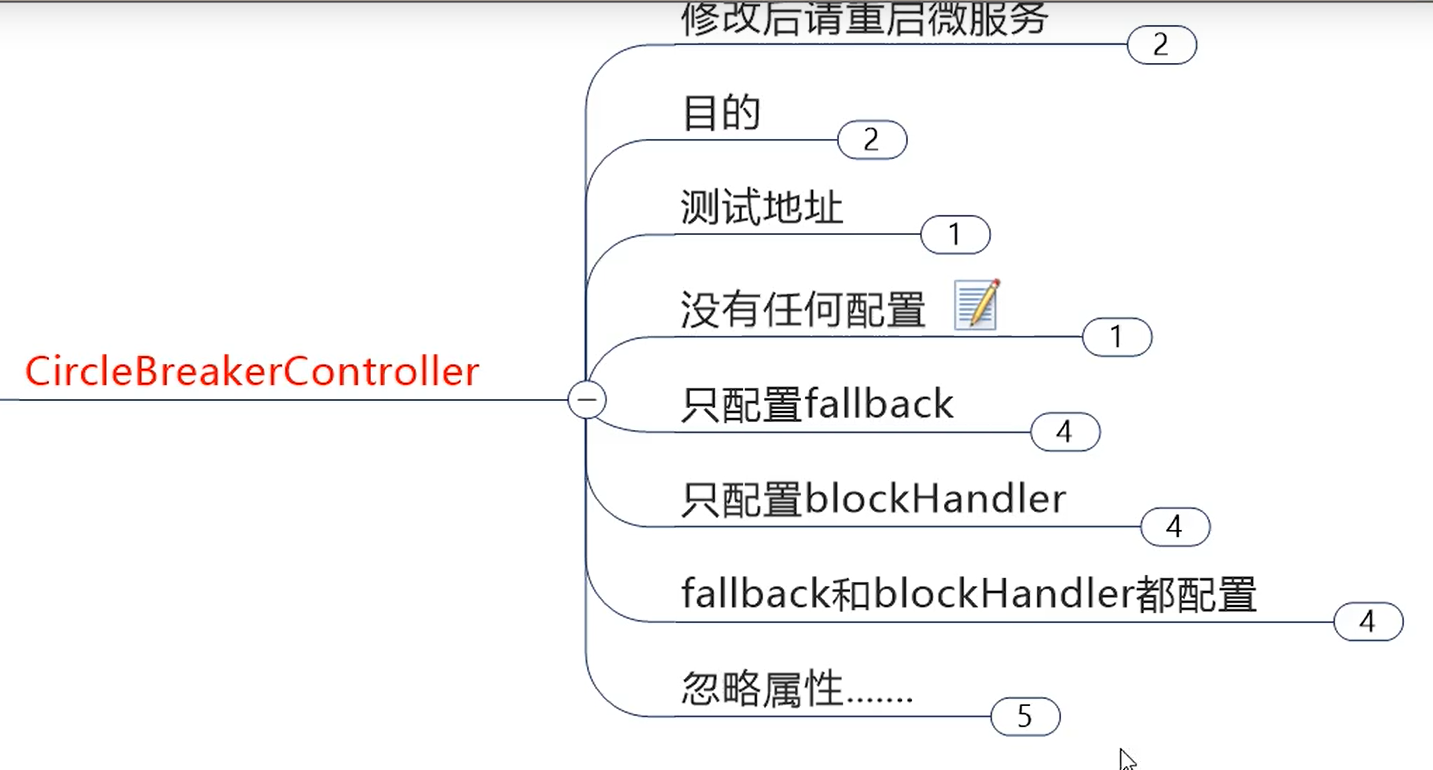 修改后请重启微服务
2
目的
2
测试地址
1
没有任何配置
1
CircleBreakerController
只配置fallback
4
只配置blockHandler
4
fallback和blockHandler都配置
4
忽略属性.......
5